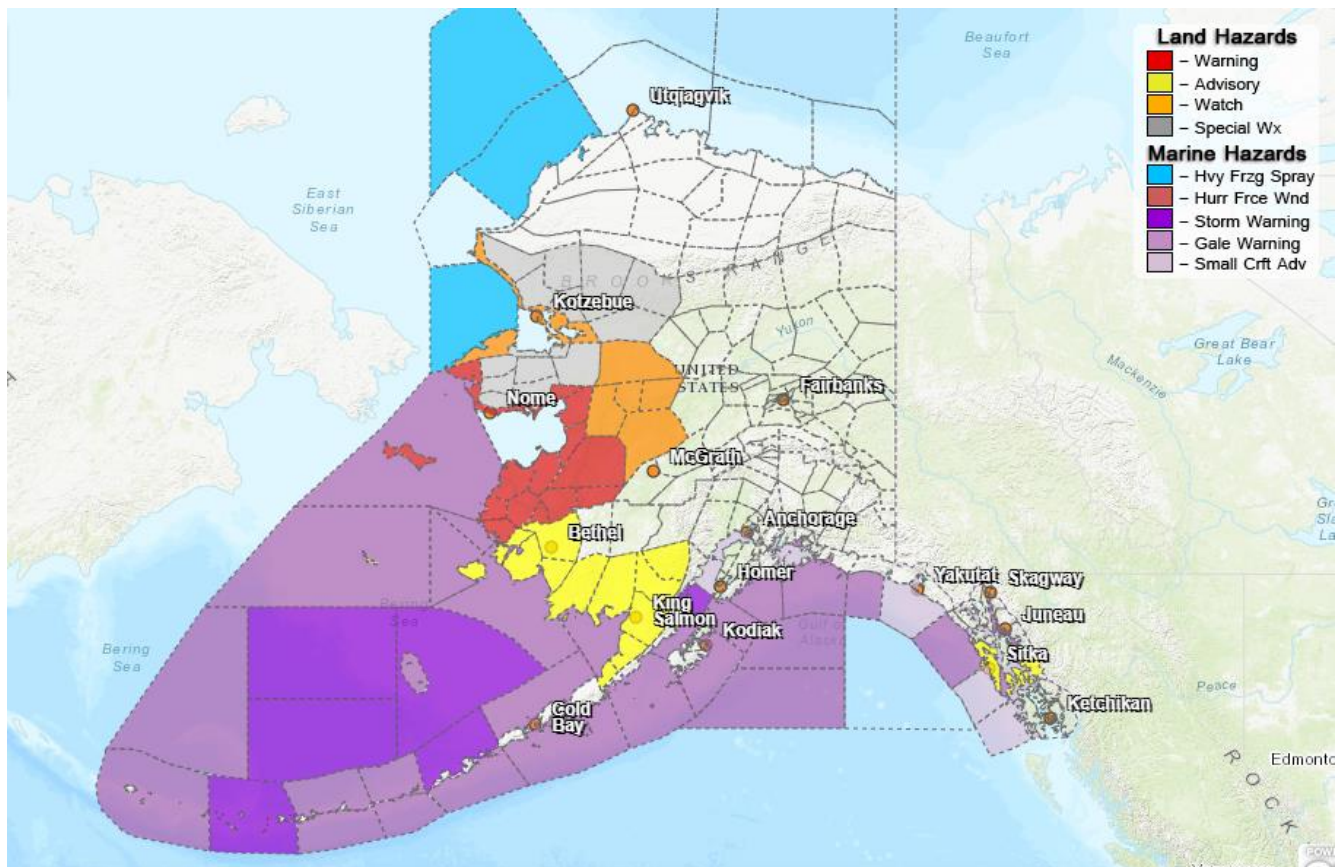 Land Hazards
– Warning
– Advisory
– Watch
– Special Wx
Marine Hazards
– Hvy Frzg Spray
– Hurr Frce Wnd
– Storm Warning
– Gale Warning
– Small Crft Adv
Beaufort
Sea
Utqiagvik
East
Siberian
Sea
BROOKS RANGE
Kotzebue
Yukon
Great Bear
Lake
Mackenzie
UNITED
STATES
Fairbanks
Nome
McGrath
Anchorage
Bethel
Homer
Yakutat
Skagway
King
Salmon
Juneau
Kodiak
Gulf of
Alaska
Sitka
Bering
Sea
Bering
Sea
Peace
Ketchikan
Cold
Bay
Edmonto
ROCK